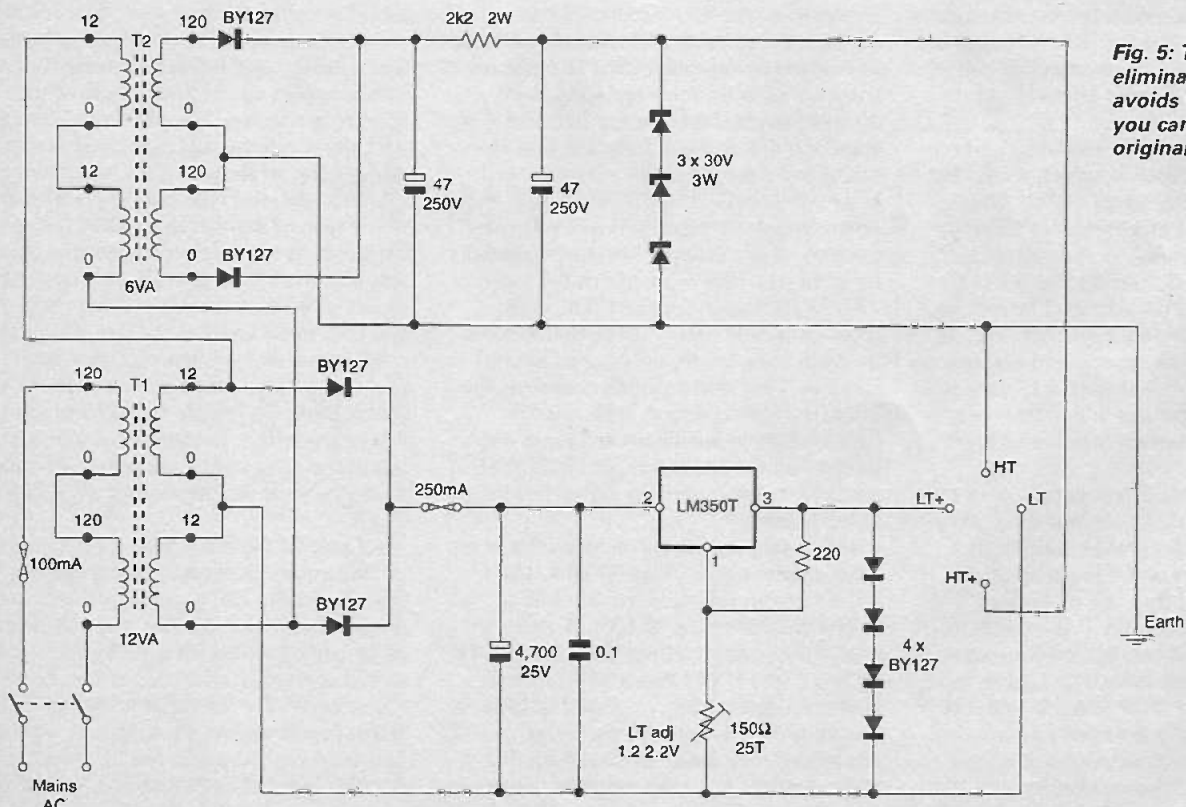 12
T2
120
BY127
2k2 2W
0
0
12
120
47
250V
47
250V
3 x 30V
3W
0
0
BY127
6VA
Fig. 5: T
elimina
avoids
you can
original
120
T1
12
BY127
0
0
250mA
2
LM350T
3
1
220
HT
LT+
LT
HT+
Earth
120
12
100mA
0
0
BY127
12VA
4,700
25V
0.1
LT adj
1.2 2.2V
150Ω
25T
4 x
BY127
Mains
AC